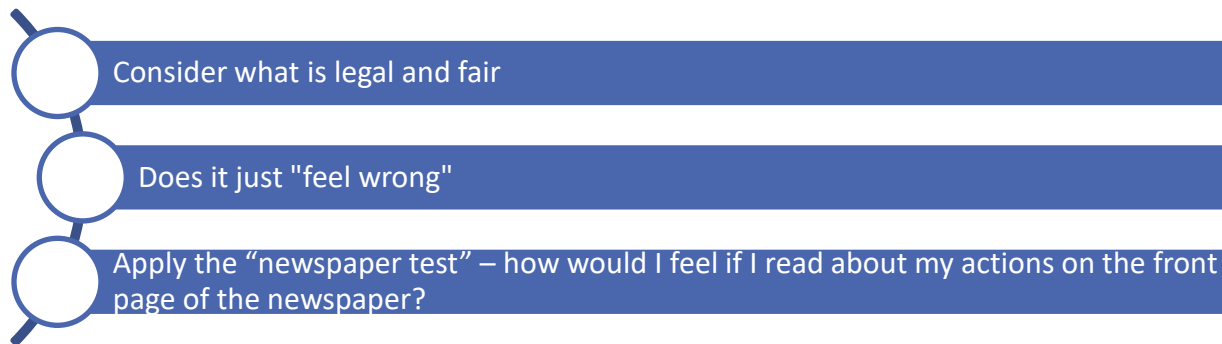 Consider what is legal and fair
Does it just "feel wrong"
Apply the “newspaper test” – how would I feel if I read about my actions on the front
page of the newspaper?